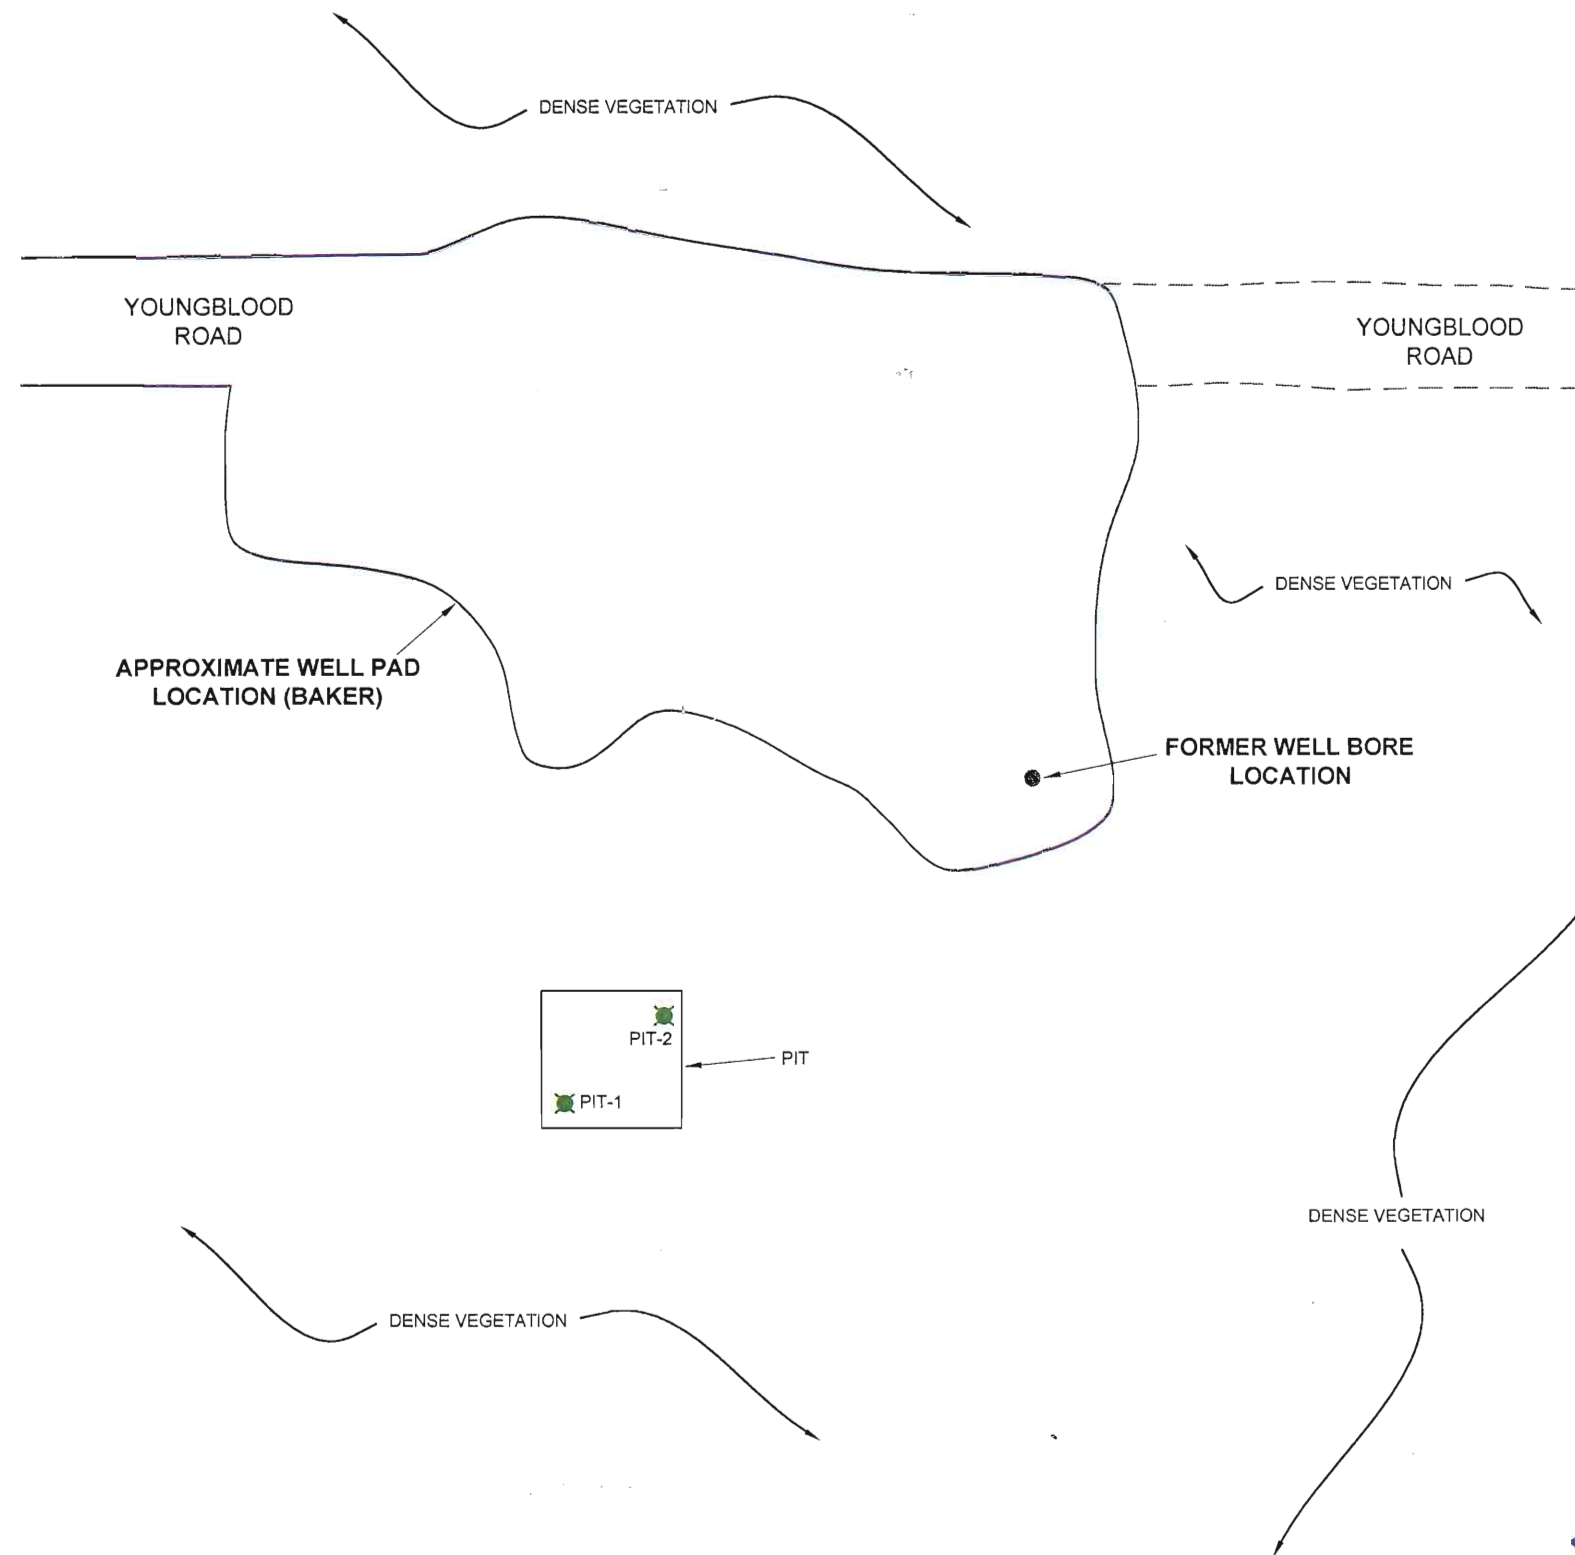 DENSE VEGETATION
YOUNGBLOOD
ROAD
YOUNGBLOOD
ROAD
DENSE VEGETATION
APPROXIMATE WELL PAD
LOCATION (BAKER)
FORMER WELL BORE
LOCATION
PIT-2
PIT
PIT-1
DENSE VEGETATION
DENSE VEGETATION